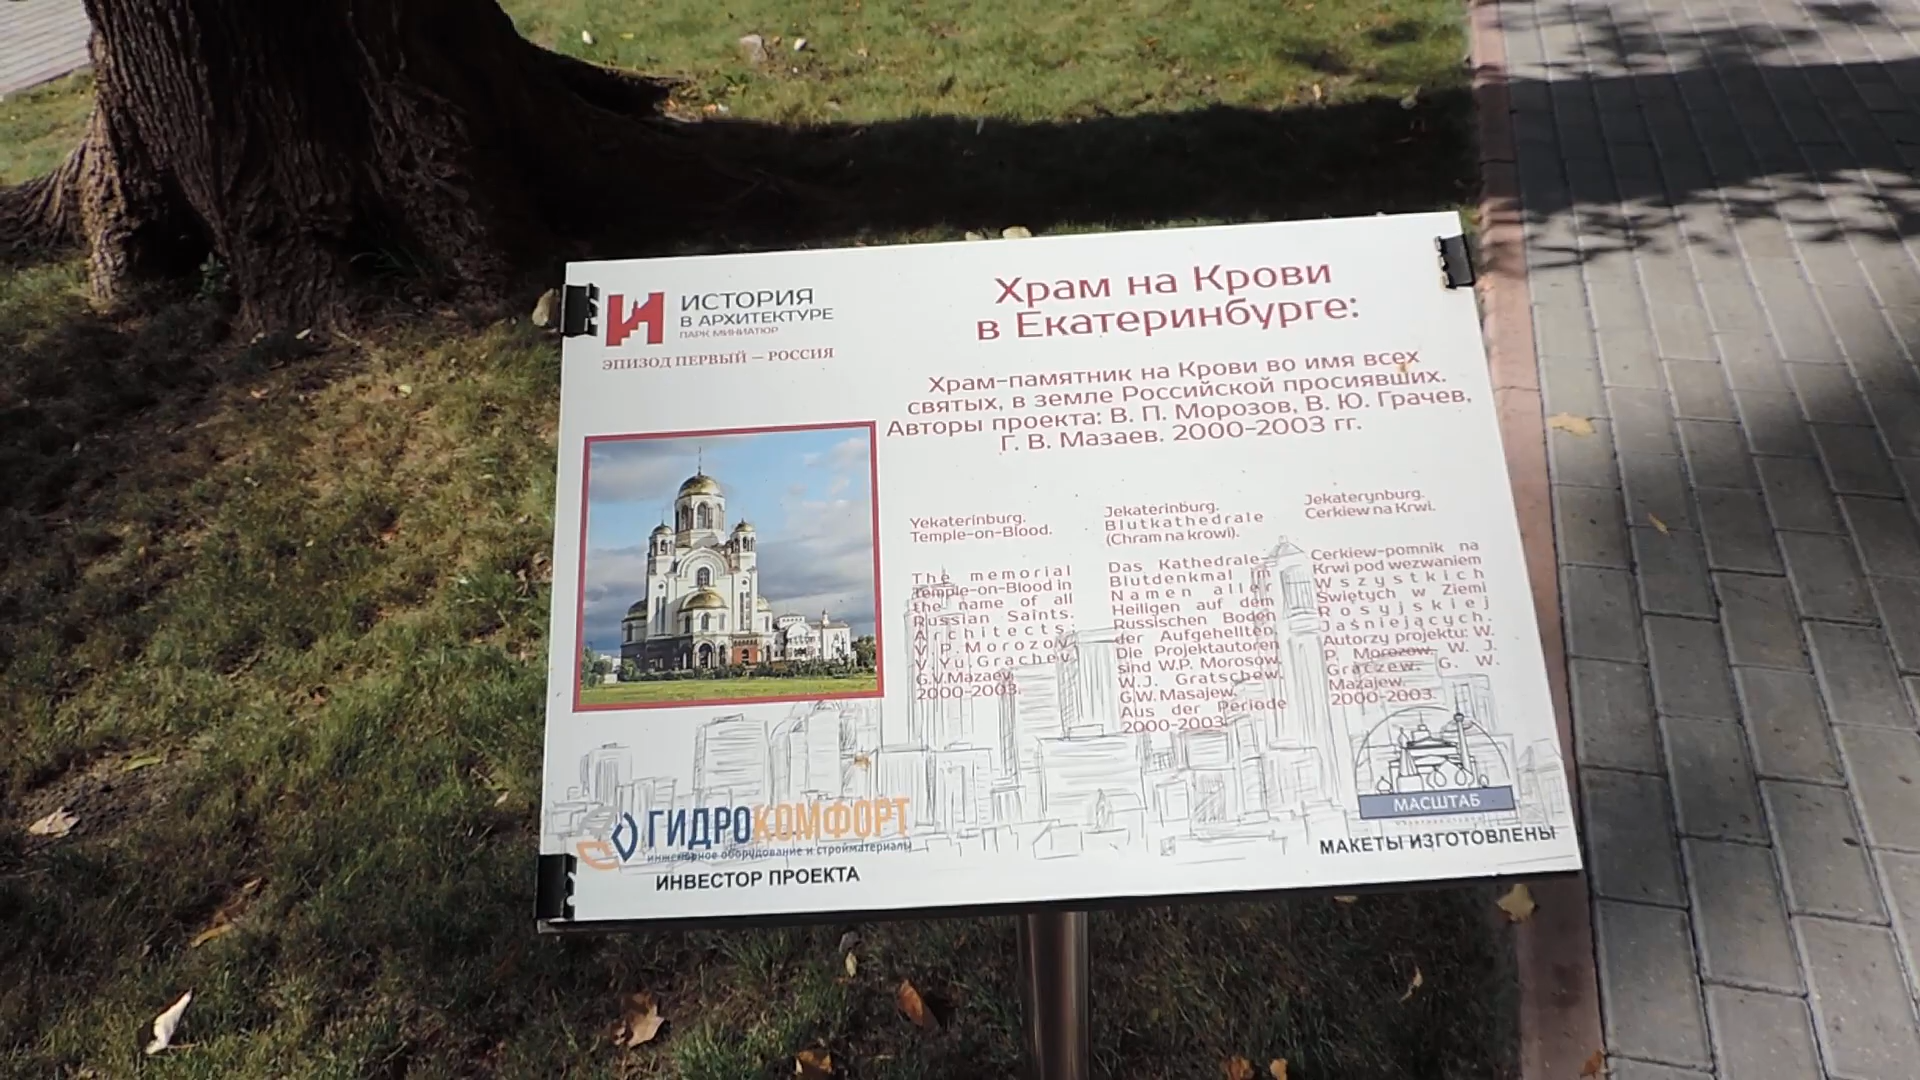 ИСТОРИЯ
В АРХИТЕКТУРЕ
ПАРК МИНИАТЮР
ЭПИЗОД ПЕРВЫЙ — РОССИЯ
Храм на Крови
в Екатеринбурге:
Храм-памятник на Крови во имя всех
святых, в земле Российской просиявших.
Авторы проекта: В. П. Морозов, В. Ю. Грачев,
Г. В. Мазаев. 2000-2003 гг.
Yekaterinburg.
Temple-on-Blood.
The memorial
Temple-on-Blood in
the name of all
Russian Saints.
Architects:
V. P. Morozov,
V. Yu. Grachev,
G.V.Mazaev.
2000-2003.
Jekaterinburg.
Blutkathedrale
(Chram na krowi).
Das Kathedrale-
Blutdenkmal im
Namen aller
Heiligen auf dem
Russischen Boden
der Aufgehellten.
Die Projektautoren
sind W.P. Morosow,
W.J. Gratschew,
G.W. Masajew.
Aus der Periode
2000-2003.
Jekaterynburg.
Cerkiew na Krwi.
Cerkiew-pomnik na
Krwi pod wezwaniem
Wszystkich
Świętych w Ziemi
Rosyjskiej
Jaśniejących.
Autorzy projektu: W.
P. Morozow, W. J.
Graczew, G. W.
Mazajew.
2000-2003.
ГИДРОКОМФОРТ
инженерное оборудование и стройматериалы
ИНВЕСТОР ПРОЕКТА
МАСШТАБ
МАКЕТЫ ИЗГОТОВЛЕНЫ